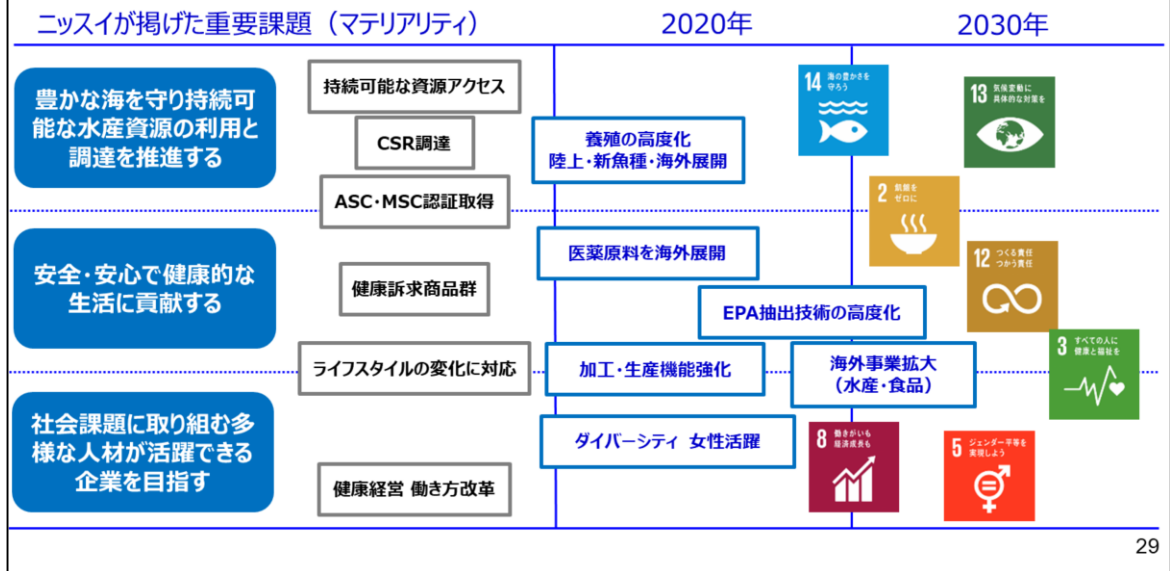 ニッスイが掲げた重要課題（マテリアリティ）
2020年
2030年
豊かな海を守り持続可
能な水産資源の利用と
調達を推進する
持続可能な資源アクセス
CSR調達
ASC・MSC認証取得
養殖の高度化
陸上・新魚種・海外展開
14 海の豊かさを
守ろう
13 気候変動に
具体的な対策を
2 飢餓を
ゼロに
安全・安心で健康的な
生活に貢献する
健康訴求商品群
医薬原料を海外展開
EPA抽出技術の高度化
12 つくる責任
つかう責任
ライフスタイルの変化に対応
加工・生産機能強化
海外事業拡大
（水産・食品）
3 すべての人に
健康と福祉を
社会課題に取り組む多
様な人材が活躍できる
企業を目指す
健康経営 働き方改革
ダイバーシティ 女性活躍
8 働きがいも
経済成長も
5 ジェンダー平等を
実現しよう
29